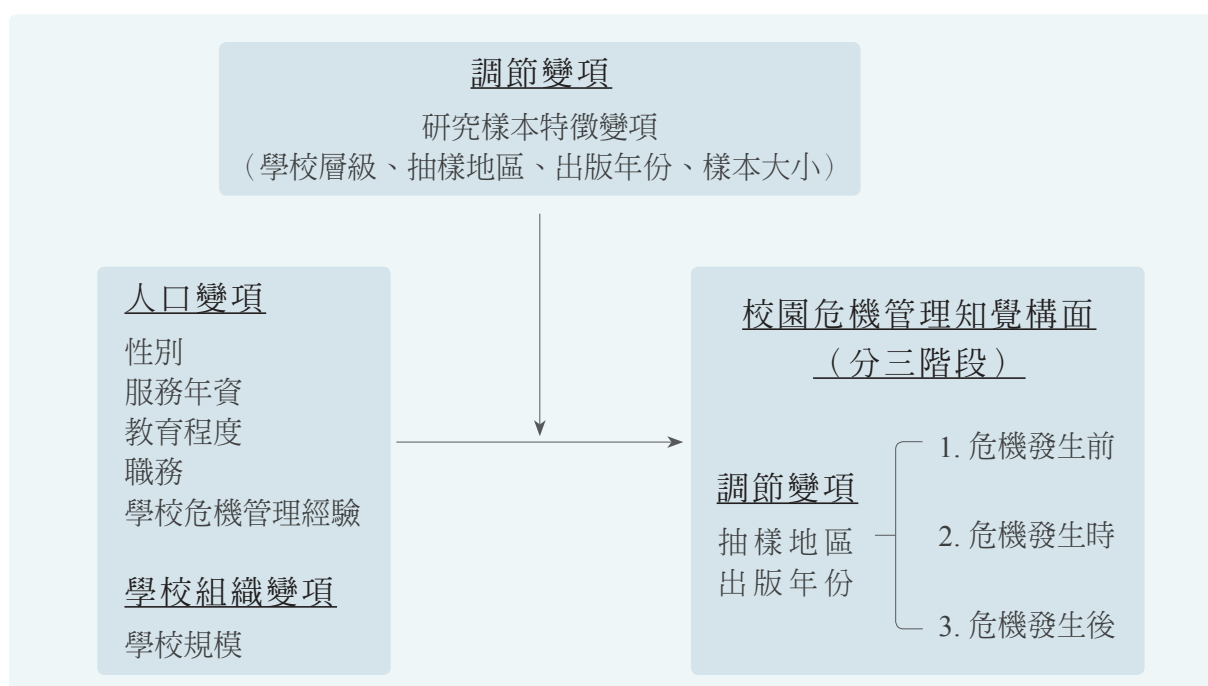 調節變項
研究樣本特徵變項
（學校層級、抽樣地區、出版年份、樣本大小）
人口變項
性別
服務年資
教育程度
職務
學校危機管理經驗
學校組織變項
學校規模
校園危機管理知覺構面
（分三階段）
調節變項
抽樣地區
出版年份
1. 危機發生前
2. 危機發生時
3. 危機發生後